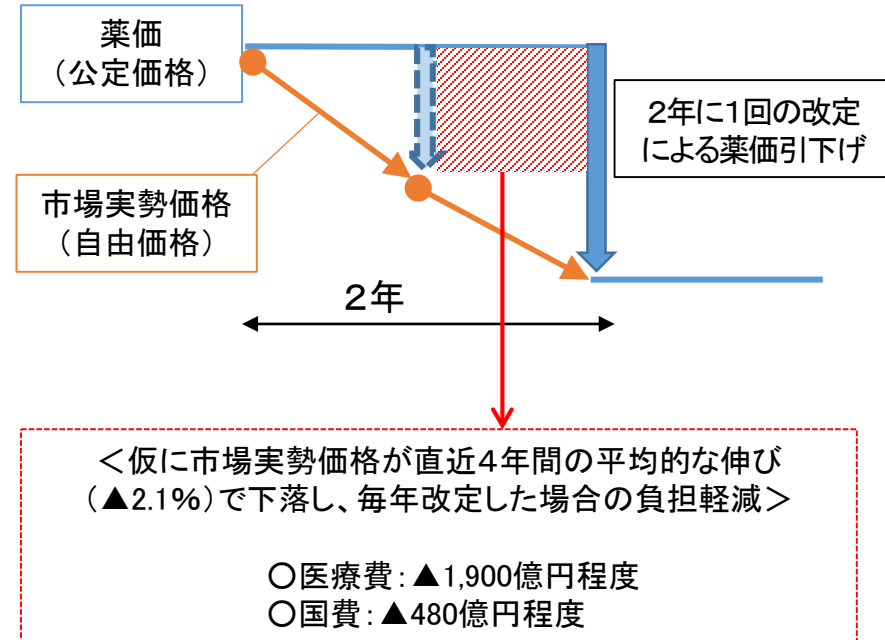 薬価
（公定価格）
2年に1回の改定
による薬価引下げ
市場実勢価格
（自由価格）
2年
＜仮に市場実勢価格が直近4年間の平均的な伸び
（▲2.1%）で下落し、毎年改定した場合の負担軽減＞
○医療費：▲1,900億円程度
○国費：▲480億円程度